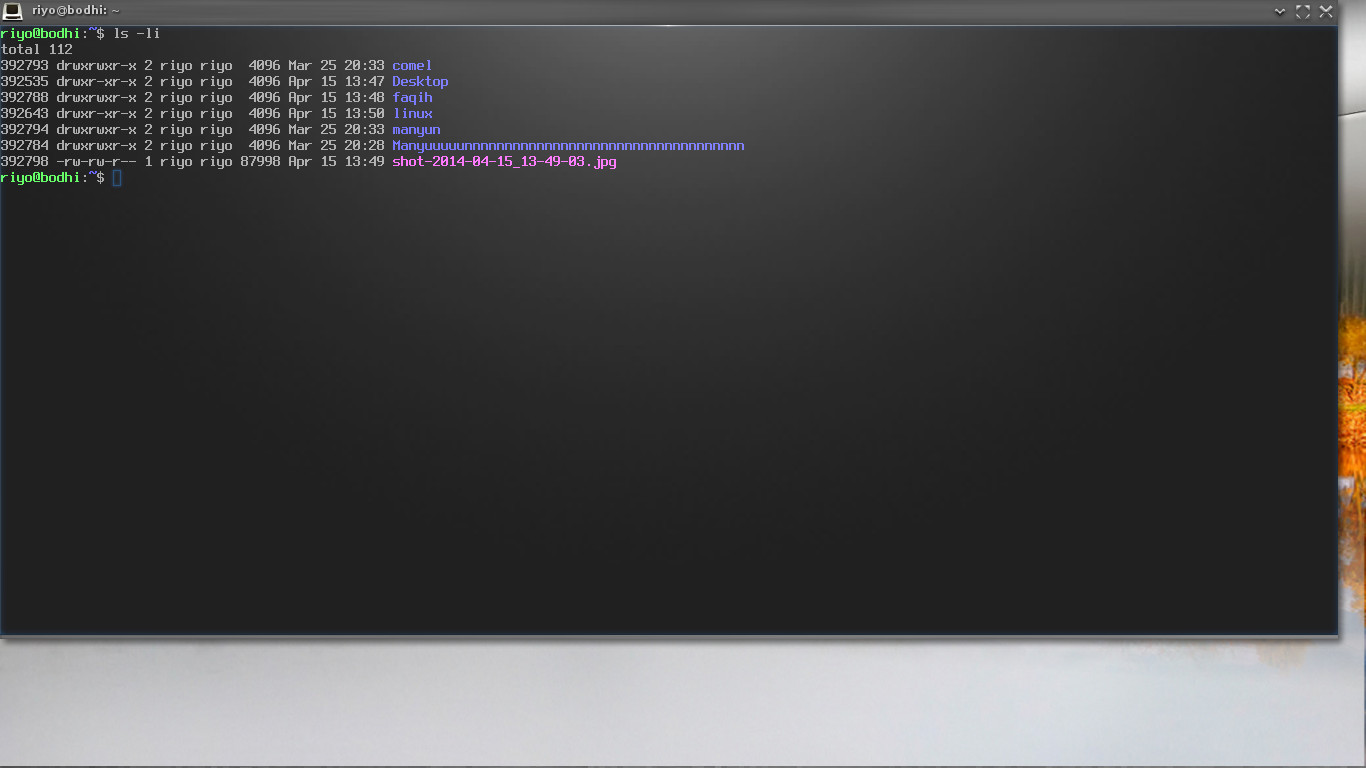 riyo@bodhi: ~
riyo@bodhi:~$ ls -li
total 112
392793 drwxrwxr-x 2 riyo riyo  4096 Mar 25 20:33 comel
392535 drwxr-xr-x 2 riyo riyo  4096 Apr 15 13:47 Desktop
392788 drwxrwxr-x 2 riyo riyo  4096 Apr 15 13:48 faqih
392643 drwxrwxr-x 2 riyo riyo  4096 Apr 15 13:50 linux
392794 drwxrwxr-x 2 riyo riyo  4096 Mar 25 20:33 manyun
392784 drwxrwxr-x 2 riyo riyo  4096 Mar 25 20:28 Manyuuuuunnnnnnnnnnnnnnnnnnnnnnnnnnnnnnnnnnn
392798 -rw-rw-r-- 1 riyo riyo 87998 Apr 15 13:49 shot-2014-04-15_13-49-03.jpg
riyo@bodhi:~$